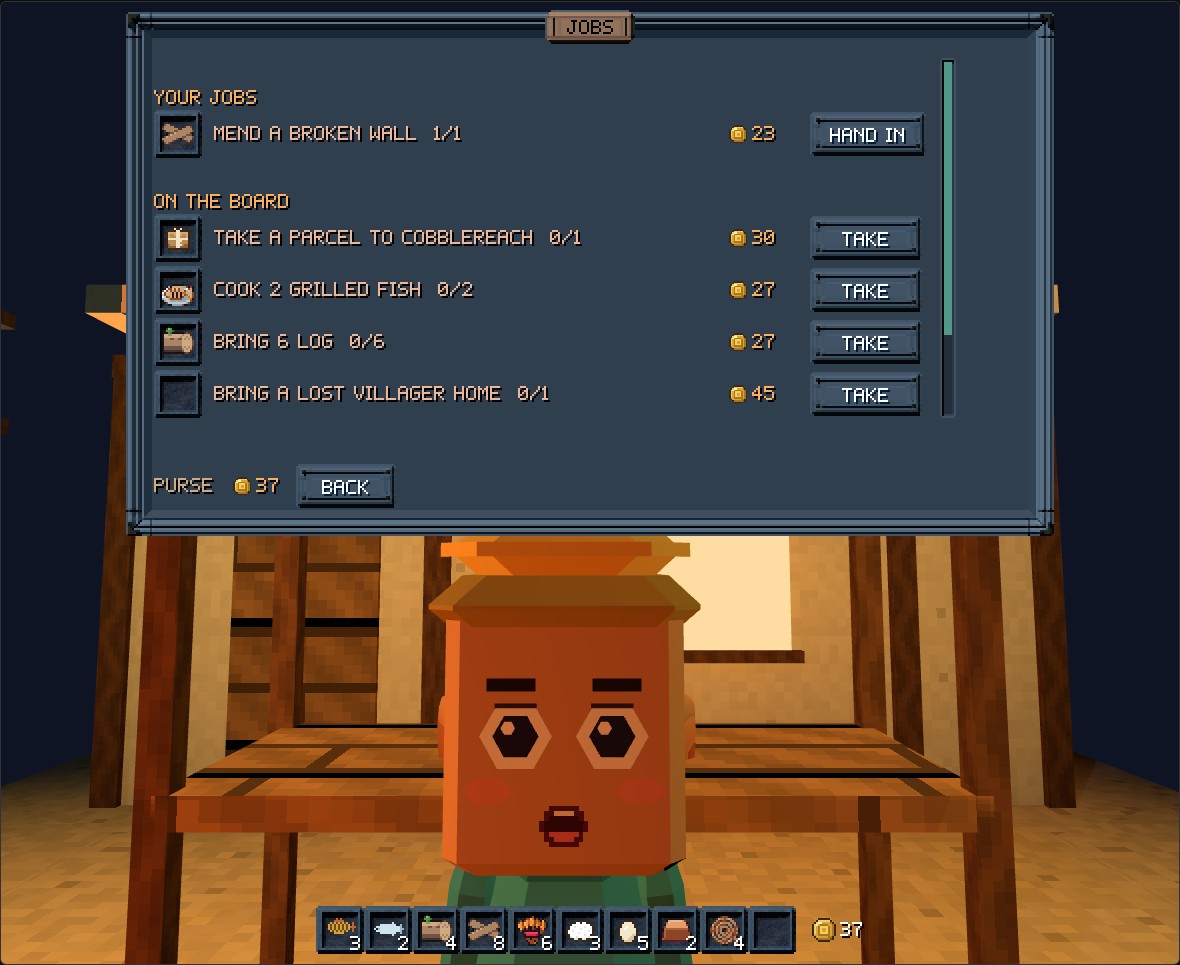 JOBS
YOUR JOBS
MEND A BROKEN WALL 1/1 23 HAND IN
ON THE BOARD
TAKE A PARCEL TO COBBLEREACH 0/1 30 TAKE
COOK 2 GRILLED FISH 0/2 27 TAKE
BRING 6 LOG 0/6 27 TAKE
BRING A LOST VILLAGER HOME 0/1 45 TAKE
PURSE 37 BACK
3 2 4 8 6 3 5 2 4 37